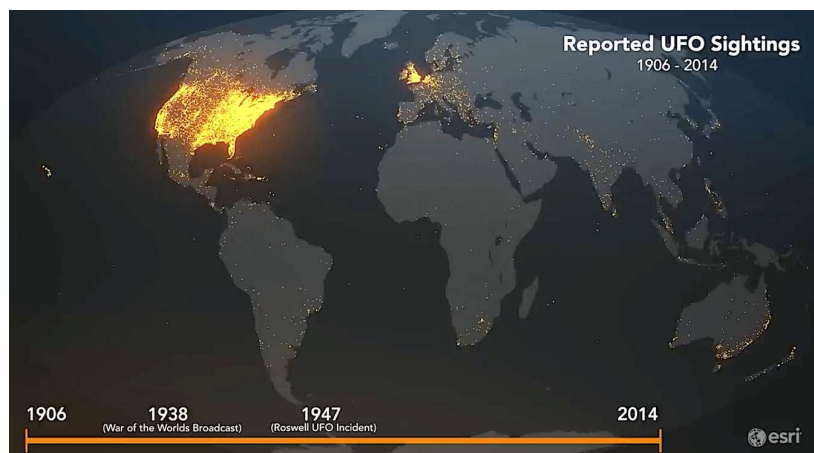 Reported UFO Sightings
1906 - 2014
1906
1938
(War of the Worlds Broadcast)
1947
(Roswell UFO Incident)
2014
esri